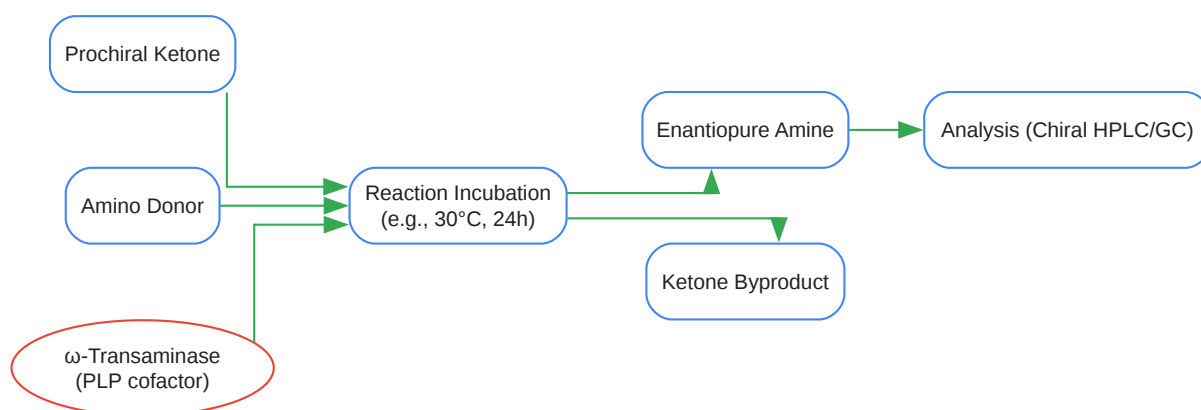 Prochiral Ketone
Amino Donor
ω-Transaminase
(PLP cofactor)
Reaction Incubation
(e.g., 30°C, 24h)
Enantiopure Amine
Ketone Byproduct
Analysis (Chiral HPLC/GC)